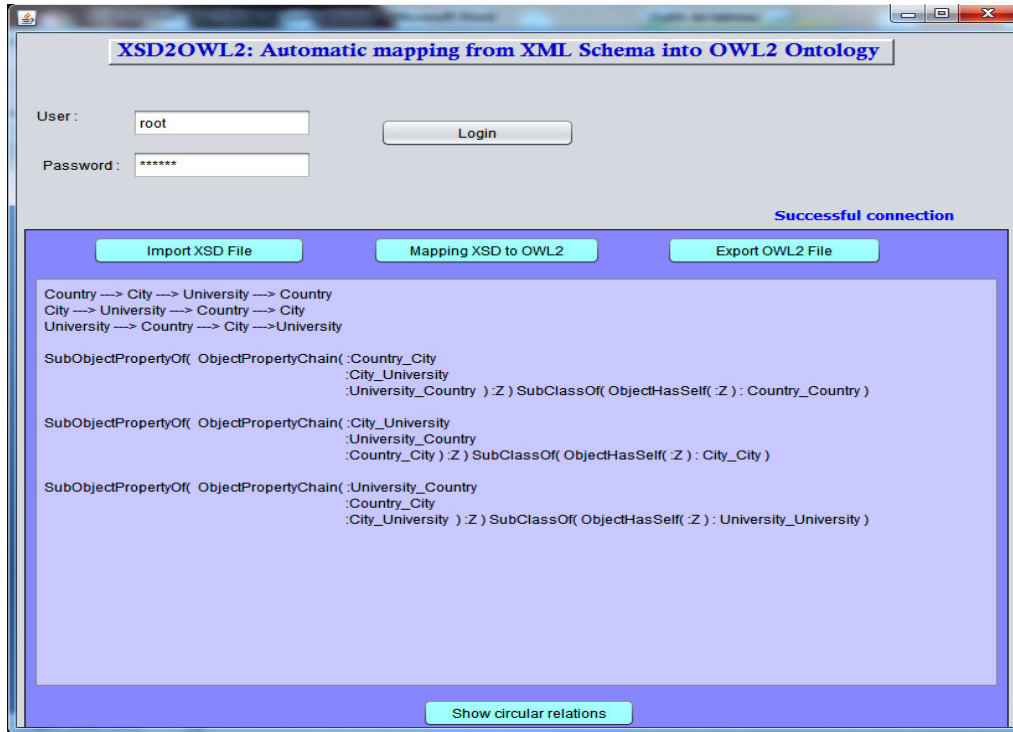 XSD2OWL2: Automatic mapping from XML Schema into OWL2 Ontology
User :
root
Login
Password :
******
Successful connection
Import XSD File
Mapping XSD to OWL2
Export OWL2 File
Country ---> City ---> University ---> Country
City ---> University ---> Country ---> City
University ---> Country ---> City --->University
SubObjectPropertyOf( ObjectPropertyChain( :Country_City
:City_University
:University_Country ) :Z ) SubClassOf( ObjectHasSelf( :Z ) : Country_Country )
SubObjectPropertyOf( ObjectPropertyChain( :City_University
:University_Country
:Country_City ) :Z ) SubClassOf( ObjectHasSelf( :Z ) : City_City )
SubObjectPropertyOf( ObjectPropertyChain( :University_Country
:Country_City
:City_University ) :Z ) SubClassOf( ObjectHasSelf( :Z ) : University_University )
Show circular relations